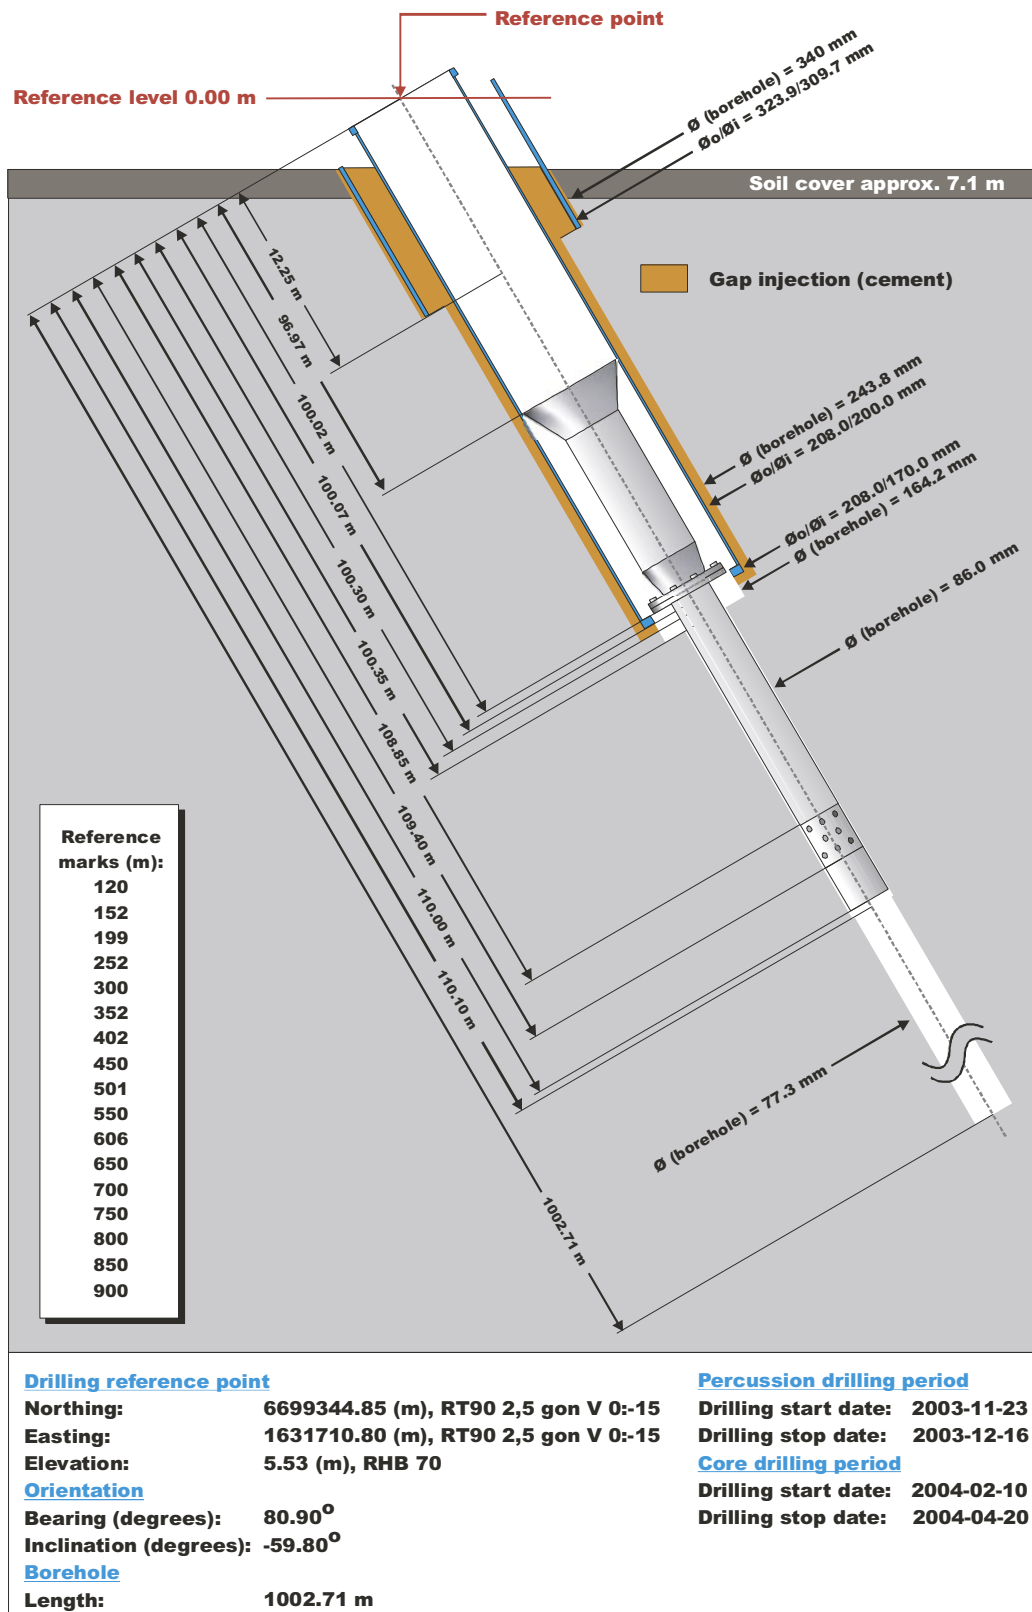 Reference point
Reference level 0.00 m
Ø (borehole) = 340 mm
Øo/Øi = 323.9/309.7 mm
Soil cover approx. 7.1 m
Gap injection (cement)
12.25 m
96.97 m
100.02 m
100.07 m
100.30 m
100.35 m
108.85 m
109.40 m
110.00 m
110.10 m
1002.71 m
Ø (borehole) = 243.8 mm
Øo/Øi = 208.0/200.0 mm
Øo/Øi = 208.0/170.0 mm
Ø (borehole) = 164.2 mm
Ø (borehole) = 86.0 mm
Ø (borehole) = 77.3 mm
Reference
marks (m):
120
152
199
252
300
352
402
450
501
550
606
650
700
750
800
850
900
Drilling reference point
Northing: 6699344.85 (m), RT90 2,5 gon V 0:-15
Easting: 1631710.80 (m), RT90 2,5 gon V 0:-15
Elevation: 5.53 (m), RHB 70
Orientation
Bearing (degrees): 80.90°
Inclination (degrees): -59.80°
Borehole
Length: 1002.71 m
Percussion drilling period
Drilling start date: 2003-11-23
Drilling stop date: 2003-12-16
Core drilling period
Drilling start date: 2004-02-10
Drilling stop date: 2004-04-20